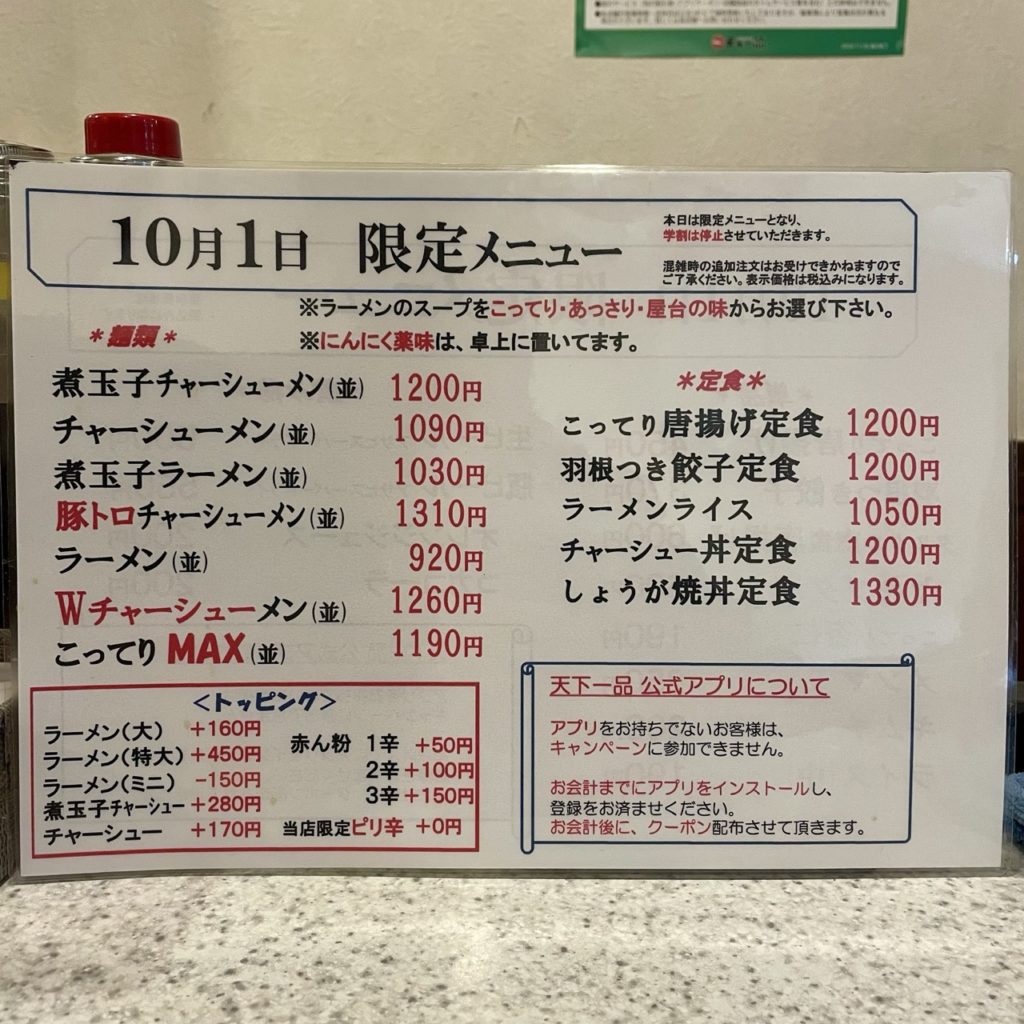 10月1日 限定メニュー
本日は限定メニューとなり、
学割は停止させていただきます。
混雑時の追加注文はお受けできかねますので
ご了承ください。表示価格は税込みになります。
※ラーメンのスープをこってり・あっさり・屋台の味からお選び下さい。
※にんにく薬味は、卓上に置いてます。
＊麺類＊
煮玉子チャーシューメン(並) 1200円
チャーシューメン(並) 1090円
煮玉子ラーメン(並) 1030円
豚トロチャーシューメン(並) 1310円
ラーメン(並) 920円
Wチャーシューメン(並) 1260円
こってりMAX(並) 1190円
＊定食＊
こってり唐揚げ定食 1200円
羽根つき餃子定食 1200円
ラーメンライス 1050円
チャーシュー丼定食 1200円
しょうが焼丼定食 1330円
＜トッピング＞
ラーメン(大) +160円
ラーメン(特大) +450円
ラーメン(ミニ) -150円
煮玉子チャーシュー +280円
チャーシュー +170円
赤ん粉 1辛 +50円
2辛 +100円
3辛 +150円
当店限定ピリ辛 +0円
天下一品 公式アプリについて
アプリをお持ちでないお客様は、
キャンペーンに参加できません。
お会計までにアプリをインストールし、
登録をお済ませください。
お会計後に、クーポン配布させて頂きます。